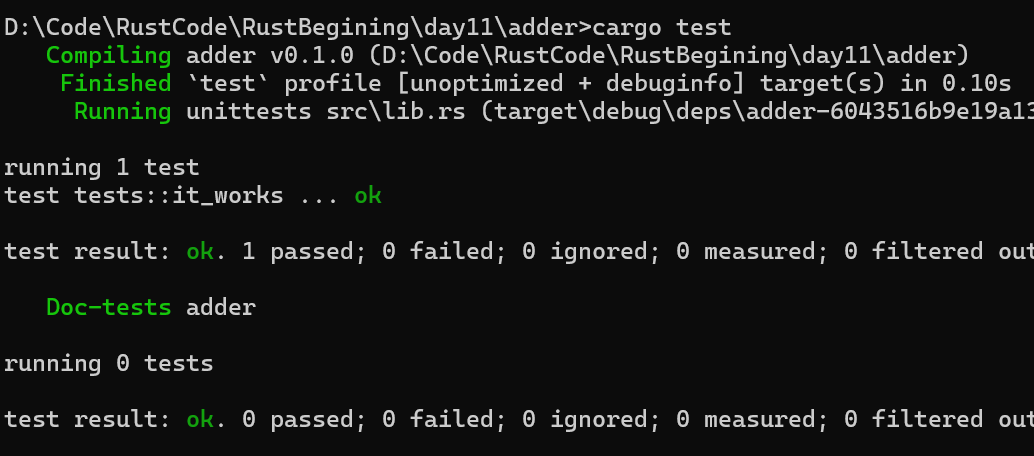 D:\Code\RustCode\RustBegining\day11\adder>cargo test
Compiling adder v0.1.0 (D:\Code\RustCode\RustBegining\day11\adder)
Finished `test` profile [unoptimized + debuginfo] target(s) in 0.10s
Running unittests src\lib.rs (target\debug\deps\adder-6043516b9e19a13
running 1 test
test tests::it_works ... ok
test result: ok. 1 passed; 0 failed; 0 ignored; 0 measured; 0 filtered out
Doc-tests adder
running 0 tests
test result: ok. 0 passed; 0 failed; 0 ignored; 0 measured; 0 filtered out